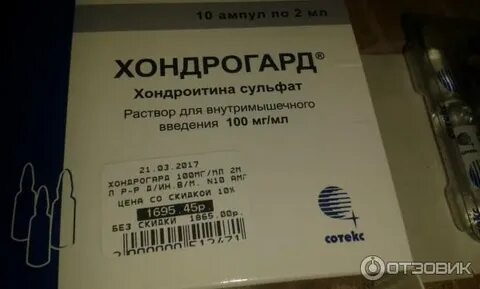 10 ампул по 2 мл
ХОНДРОГАРД®
Хондроитина сульфат
Раствор для внутримышечного
введения 100 мг/мл
21.03.2017
ХОНДРОГАРД 100МГ/МЛ 2М
Л Р-Р Д/ИН.В/М. N10 АМП
ЦЕНА СО СКИДКОЙ 10%
1695.45р.
БЕЗ СКИДКИ 1865.00р.
2000000512471
СОТЕКС
ОТЗОВИК